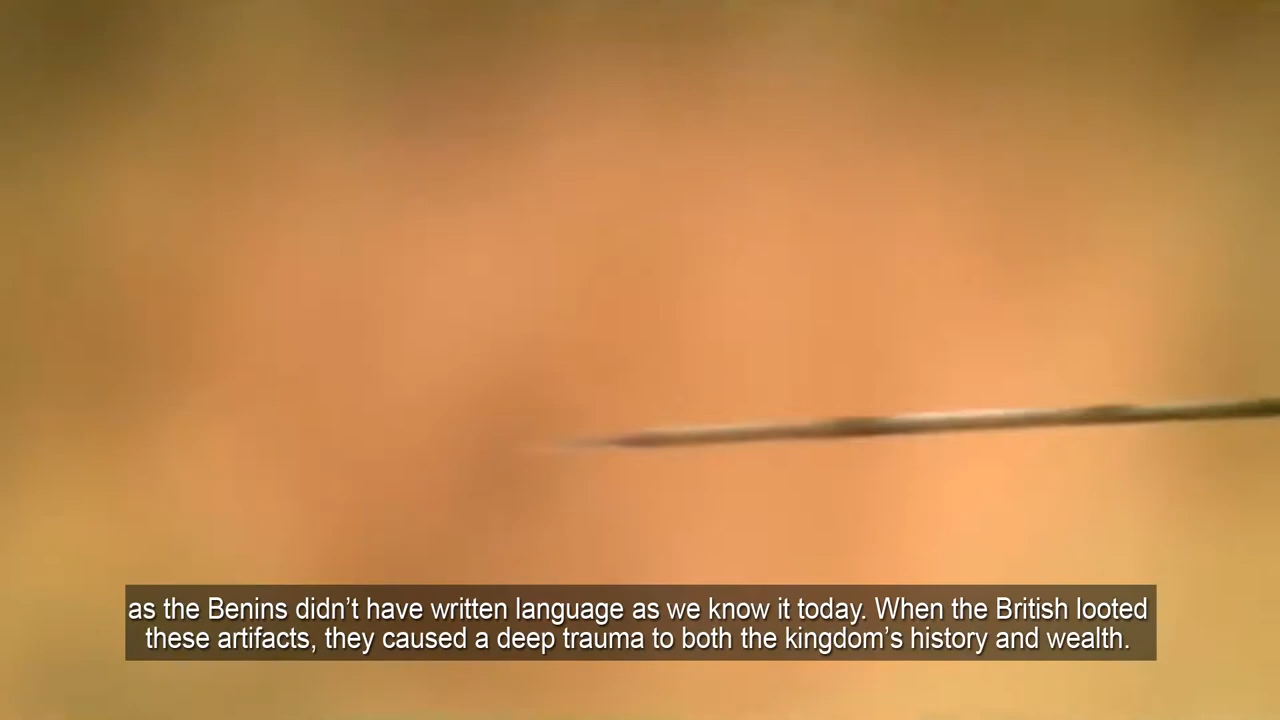 as the Benins didn’t have written language as we know it today. When the British looted
these artifacts, they caused a deep trauma to both the kingdom’s history and wealth.